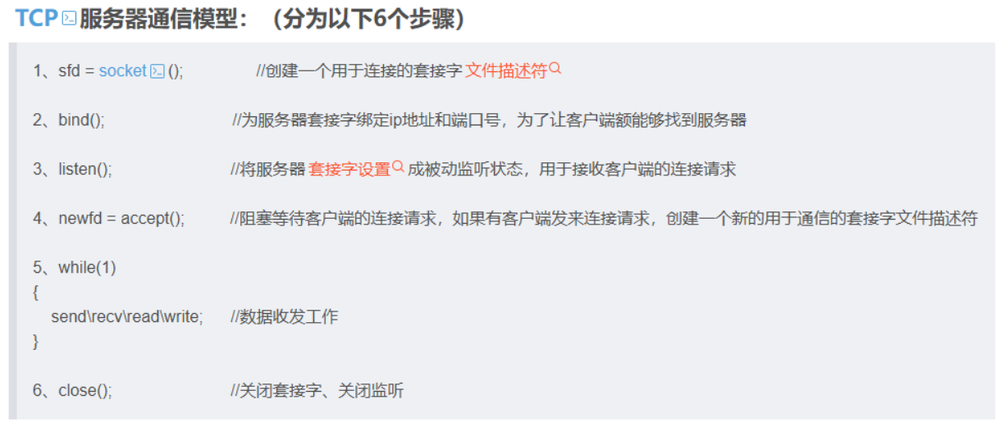 TCP服务器通信模型：（分为以下6个步骤）
1、sfd = socket (); //创建一个用于连接的套接字 文件描述符
2、bind(); //为服务器套接字绑定ip地址和端口号，为了让客户端额能够找到服务器
3、listen(); //将服务器 套接字设置 成被动监听状态，用于接收客户端的连接请求
4、newfd = accept(); //阻塞等待客户端的连接请求，如果有客户端发来连接请求，创建一个新的用于通信的套接字文件描述符
5、while(1)
{
send\recv\read\write; //数据收发工作
}
6、close(); //关闭套接字、关闭监听